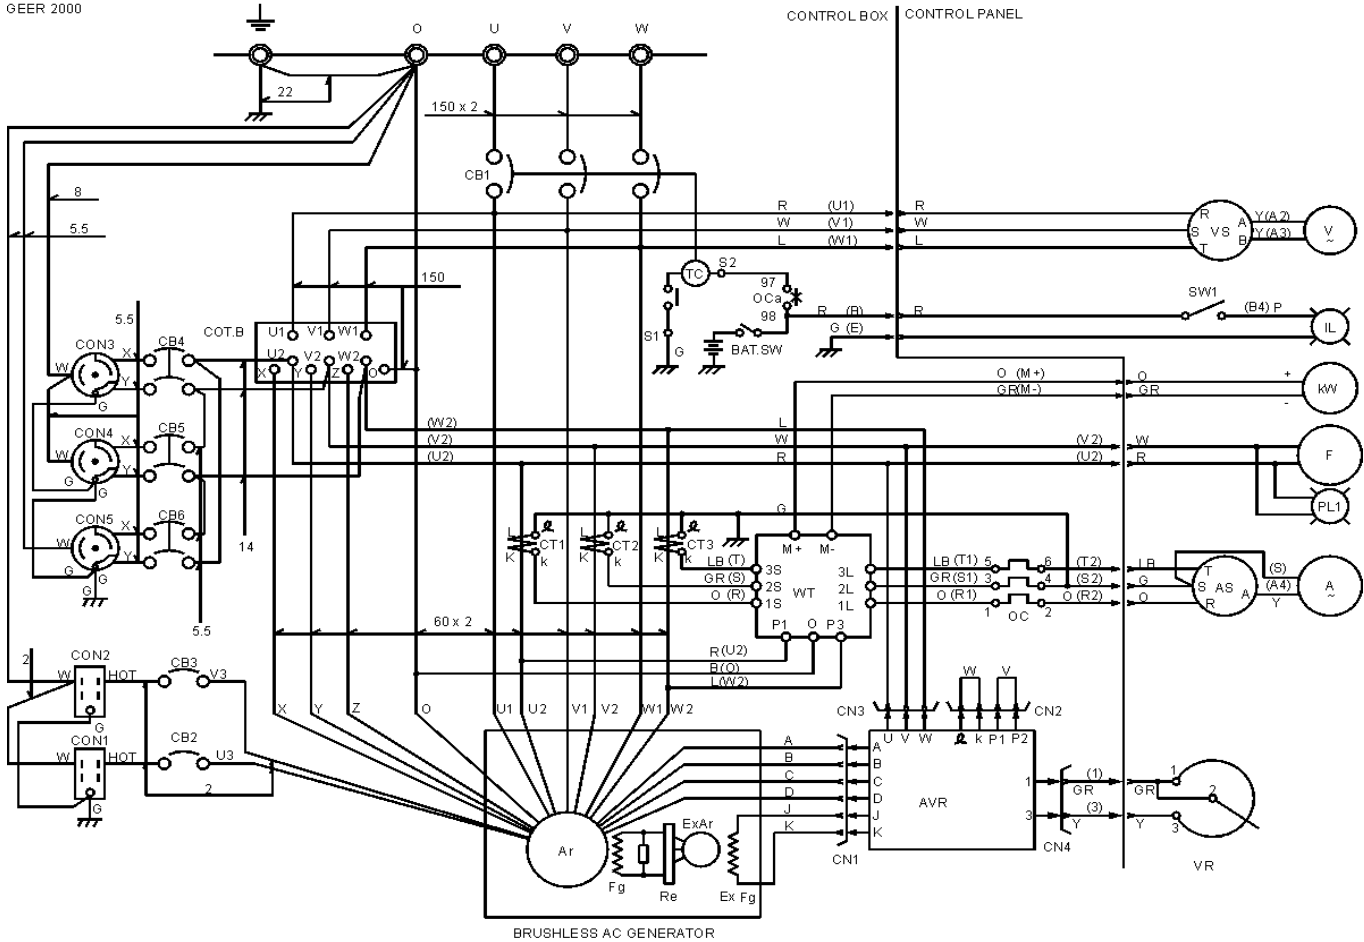 GEER 2000
CONTROL BOX
CONTROL PANEL
O U V W
22
150 x 2
CB1
8
5.5
R (U1) R
W (V1) W
L (W1) L
R S T VS A B
Y(A2)
Y(A3)
V
~
TC S2
97
OCa
98
S1
G
BAT.SW
R (B) R
G (E)
SW1
(B4) P
IL
150
5.5
COT.B
U1 V1 W1
U2 V2 W2
X Y Z O
CON3
W X Y G
CB4
CON4
W X Y G G
CB5
CON5
W X Y G G
CB6
14
5.5
O (M+) O
GR(M-) GR
+
-
kW
(W2) L
(V2) W (V2) W
(U2) R (U2) R
F
PL1
G
L ℓ CT1 K k
L ℓ CT2 K k
L ℓ CT3 K k
M+ M-
LB (T) 3S
GR(S) 2S
O (R) 1S
WT
3L 2L 1L
P1 O P3
LB (T1) 5 6 (T2) LB
GR(S1) 3 4 (S2) G
O (R1) 1 2 O (R2) O
OC
T S R AS A
(S)
(A4)
Y
A
~
60 x 2
R(U2)
B(O)
L(W2)
2
CON2
W HOT
CB3
V3
G
CON1
W HOT
CB2
U3
G
2
X Y Z O U1 U2 V1 V2 W1 W2
CN3
W V
CN2
U V W ℓ k P1 P2
A A
B B
C C
D D
J J
K K
AVR
1
3
CN1
CN4
(1)
GR GR
(3)
Y Y
1
2
3
VR
Ar
Fg
Re
ExAr
Ex Fg
BRUSHLESS AC GENERATOR